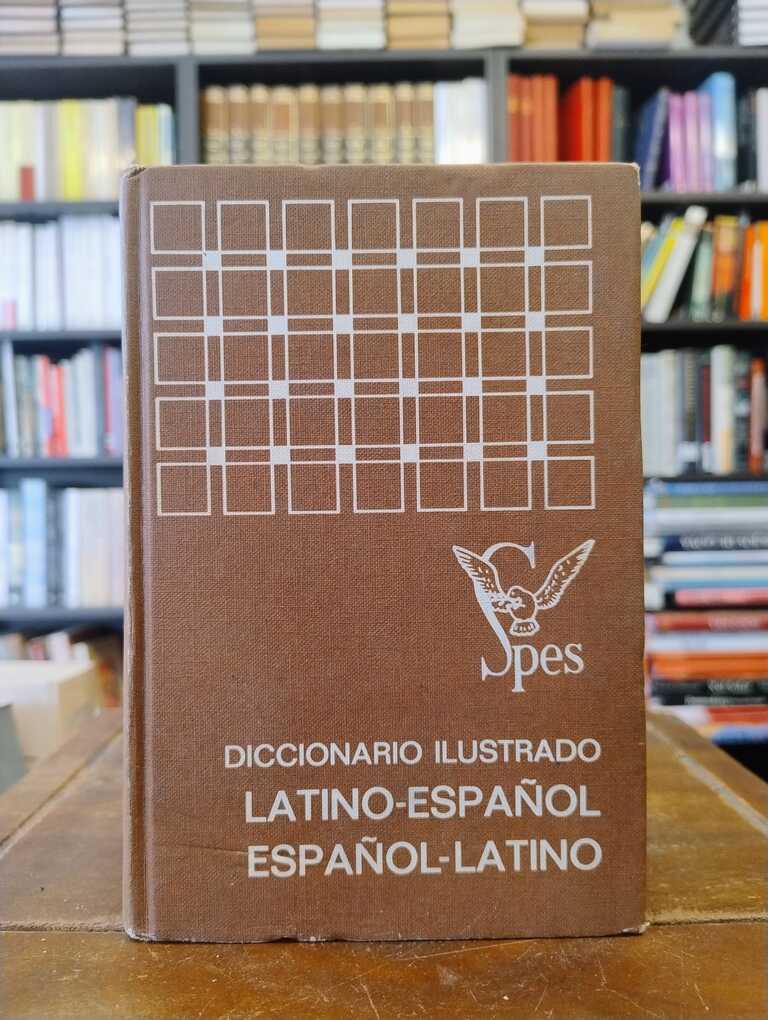 Spes
DICCIONARIO ILUSTRADO
LATINO-ESPAÑOL
ESPAÑOL-LATINO